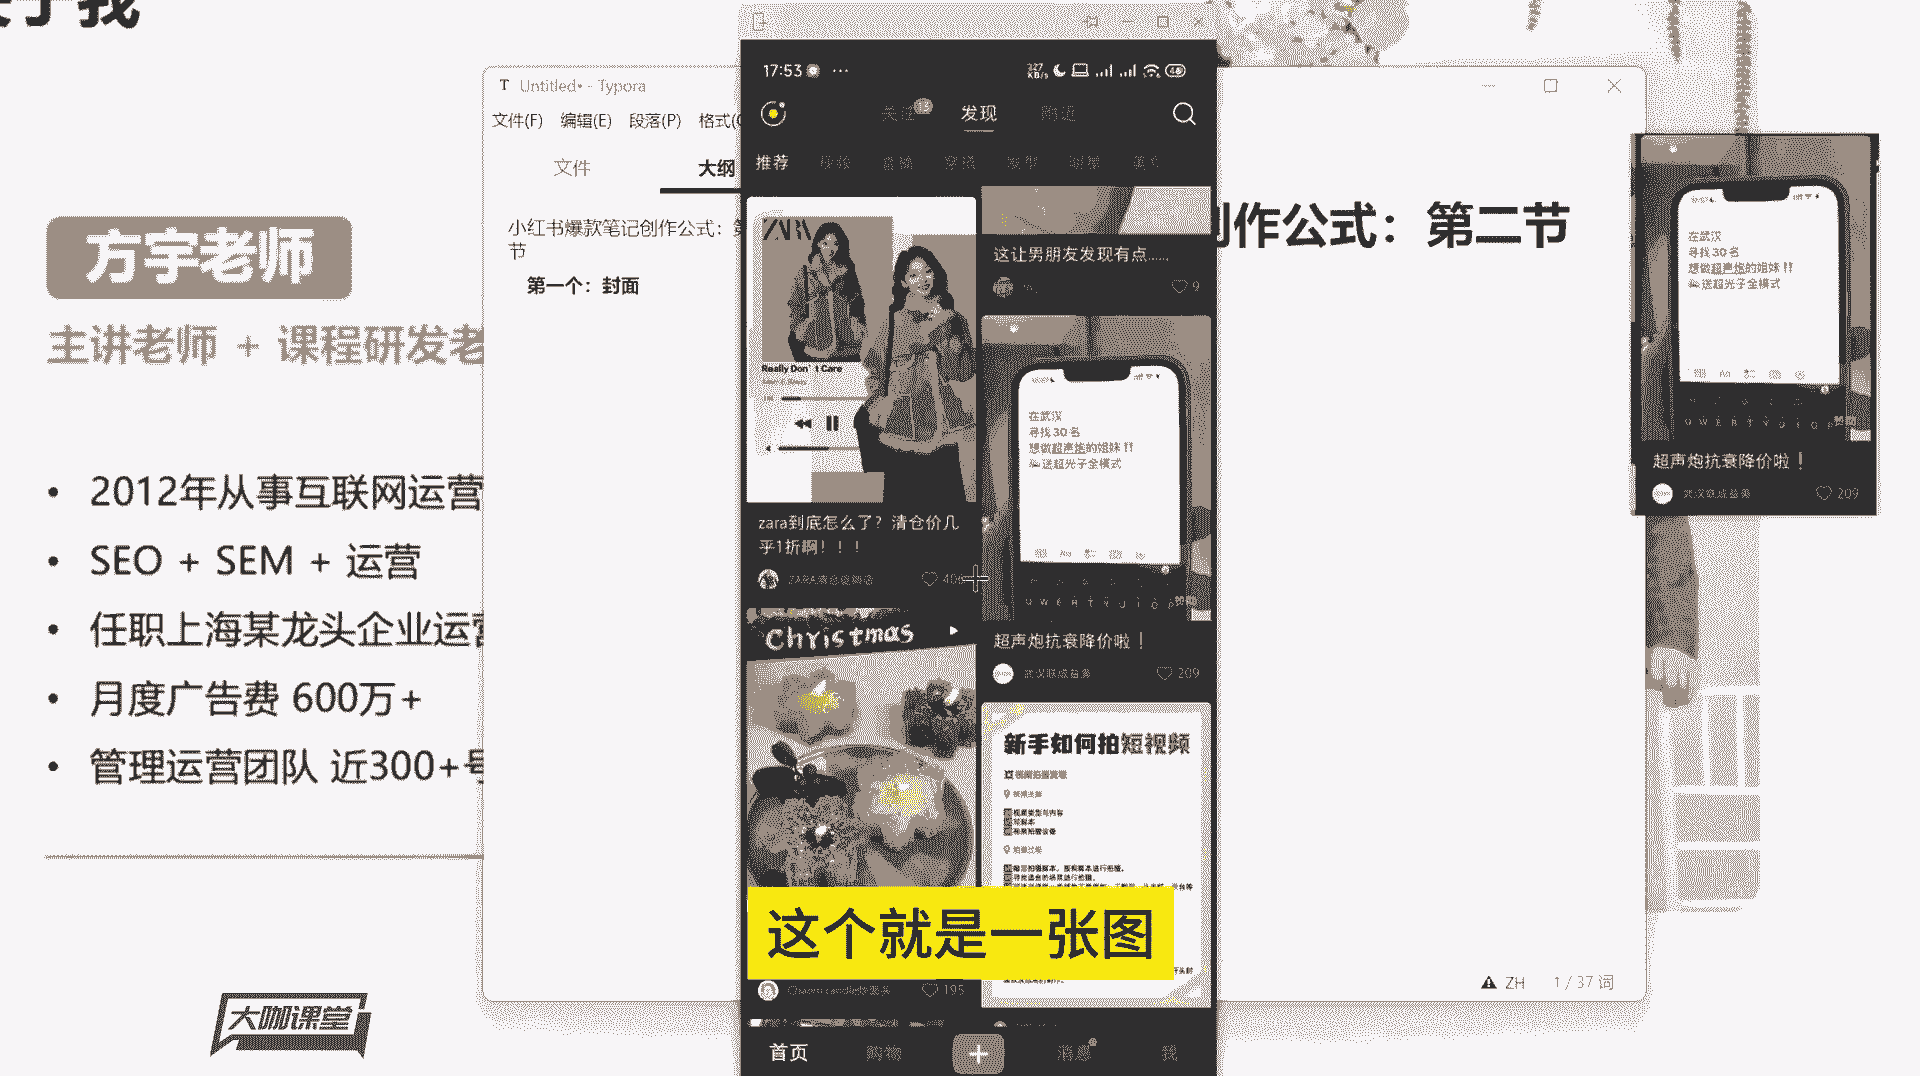 方宇老师
主讲老师 + 课程研发老
• 2012年从事互联网运营
• SEO + SEM + 运营
• 任职上海某龙头企业运营
• 月度广告费 600万+
• 管理运营团队 近300+号
大咖课堂
T Untitled• - Typora
文件(F) 编辑(E) 段落(P) 格式(
文件
大纲
小红书爆款笔记创作公式：第
节
第一个：封面
创作公式：第二节
ZH 1 / 37 词
17:53 ···
327 KB/s
48
关注 13 发现 附近
推荐
ZARA
Really Don't Care
zara到底怎么了？清仓价几
乎1折啊！！！
406
Christmas
195
这让男朋友发现有点......
9
在武汉
寻找 30 名
想做超声炮的姐妹 !!
送超光子全模式
Q W E R T Y U I O P
赞助
超声炮抗衰降价啦！
209
新手如何拍短视频
这个就是一张图
首页 购物 + 消息 我
在武汉
寻找 30 名
想做超声炮的姐妹 !!
送超光子全模式
Q W E R T Y U I O P
超声炮抗衰降价啦！
209